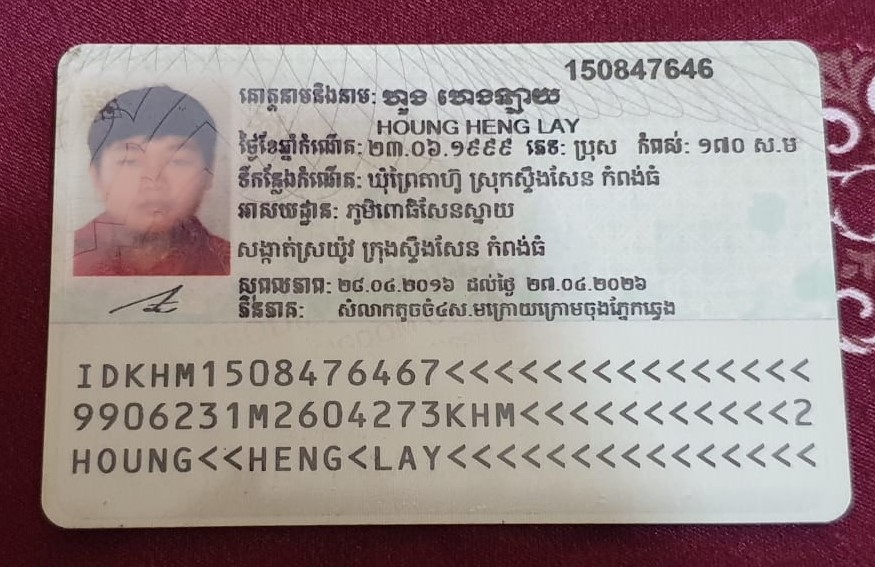 150847646
គោត្តនាមនិងនាម: ហួង ហេងឡាយ
HOUNG HENG LAY
ថ្ងៃខែឆ្នាំកំណើត: ២៣.០៦.១៩៩៩ ភេទ: ប្រុស កំពស់: ១៧០ ស.ម
ទីកន្លែងកំណើត: ឃុំព្រៃតាហ៊ូ ស្រុកស្ទឹងសែន កំពង់ធំ
អាសយដ្ឋាន: ភូមិពោធិសែនស្នាយ
សង្កាត់ស្រយ៉ូវ ក្រុងស្ទឹងសែន កំពង់ធំ
សុពលភាព: ២៨.០៤.២០១៦ ដល់ថ្ងៃ ២៧.០៤.២០២៦
ភិនភាគ: សំលាកតូចចំ៤ស.មក្រោយក្រោមចុងភ្នែកឆ្វេង
IDKHM1508476467<<<<<<<<<<<<<<<
9906231M2604273KHM<<<<<<<<<<<2
HOUNG<<HENG<LAY<<<<<<<<<<<<<<<